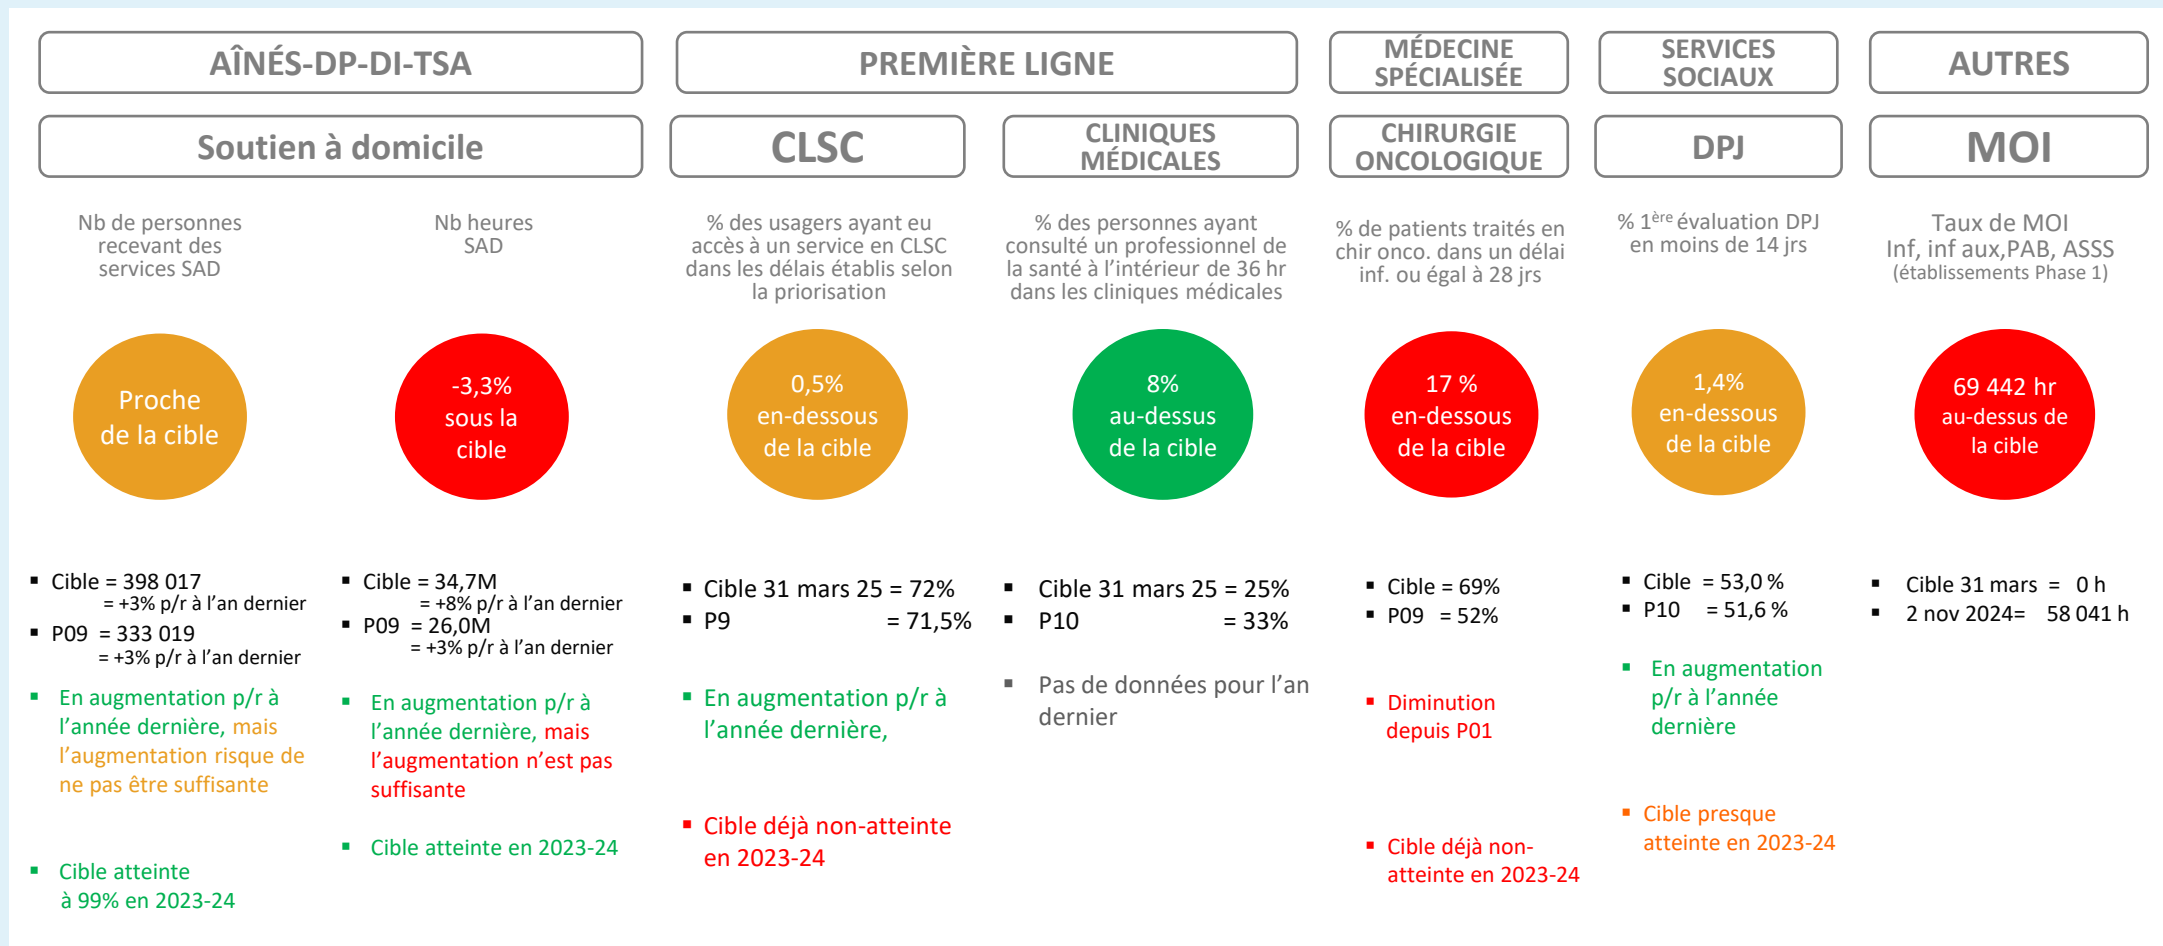 AÎNÉS-DP-DI-TSA
PREMIÈRE LIGNE
MÉDECINE
SPÉCIALISÉE
SERVICES
SOCIAUX
AUTRES
Soutien à domicile
CLSC
CLINIQUES
MÉDICALES
CHIRURGIE
ONCOLOGIQUE
DPJ
MOI
Nb de personnes
recevant des
services SAD
Nb heures
SAD
% des usagers ayant eu
accès à un service en CLSC
dans les délais établis selon
la priorisation
% des personnes ayant
consulté un professionnel de
la santé à l'intérieur de 36 hr
dans les cliniques médicales
% de patients traités en
chir onco. dans un délai
inf. ou égal à 28 jrs
% 1ère évaluation DPJ
en moins de 14 jrs
Taux de MOI
Inf, inf aux,PAB, ASSS
(établissements Phase 1)
Proche
de la cible
-3,3%
sous la
cible
0,5%
en-dessous
de la cible
8%
au-dessus
de la cible
17 %
en-dessous
de la cible
1,4%
en-dessous
de la cible
69 442 hr
au-dessus de
la cible
▪ Cible = 398 017
= +3% p/r à l'an dernier
▪ P09 = 333 019
= +3% p/r à l'an dernier
▪ En augmentation p/r à
l'année dernière, mais
l'augmentation risque de
ne pas être suffisante
▪ Cible atteinte
à 99% en 2023-24
▪ Cible = 34,7M
= +8% p/r à l'an dernier
▪ P09 = 26,0M
= +3% p/r à l'an dernier
▪ En augmentation p/r à
l'année dernière, mais
l'augmentation n'est pas
suffisante
▪ Cible atteinte en 2023-24
▪ Cible 31 mars 25 = 72%
▪ P9 = 71,5%
▪ En augmentation p/r à
l'année dernière,
▪ Cible déjà non-atteinte
en 2023-24
▪ Cible 31 mars 25 = 25%
▪ P10 = 33%
▪ Pas de données pour l'an
dernier
▪ Cible = 69%
▪ P09 = 52%
▪ Diminution
depuis P01
▪ Cible déjà non-
atteinte en 2023-24
▪ Cible = 53,0 %
▪ P10 = 51,6 %
▪ En augmentation
p/r à l'année
dernière
▪ Cible presque
atteinte en 2023-24
▪ Cible 31 mars = 0 h
▪ 2 nov 2024= 58 041 h